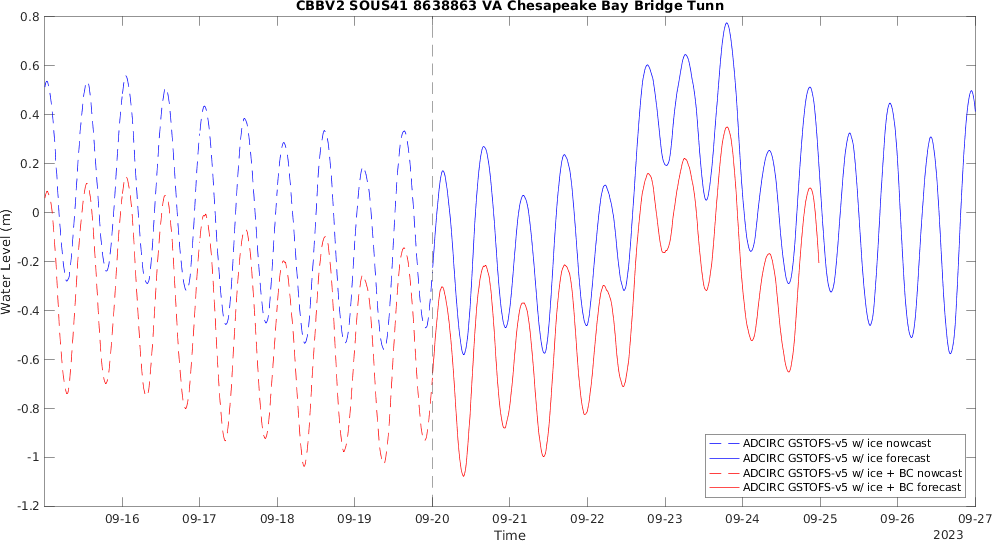 CBBV2 SOUS41 8638863 VA Chesapeake Bay Bridge Tunn
0.8
0.6
0.4
0.2
0
-0.2
-0.4
-0.6
-0.8
-1
-1.2
Water Level (m)
ADCIRC GSTOFS-v5 w/ ice nowcast
ADCIRC GSTOFS-v5 w/ ice forecast
ADCIRC GSTOFS-v5 w/ ice + BC nowcast
ADCIRC GSTOFS-v5 w/ ice + BC forecast
09-16 09-17 09-18 09-19 09-20 09-21 09-22 09-23 09-24 09-25 09-26 09-27
Time
2023